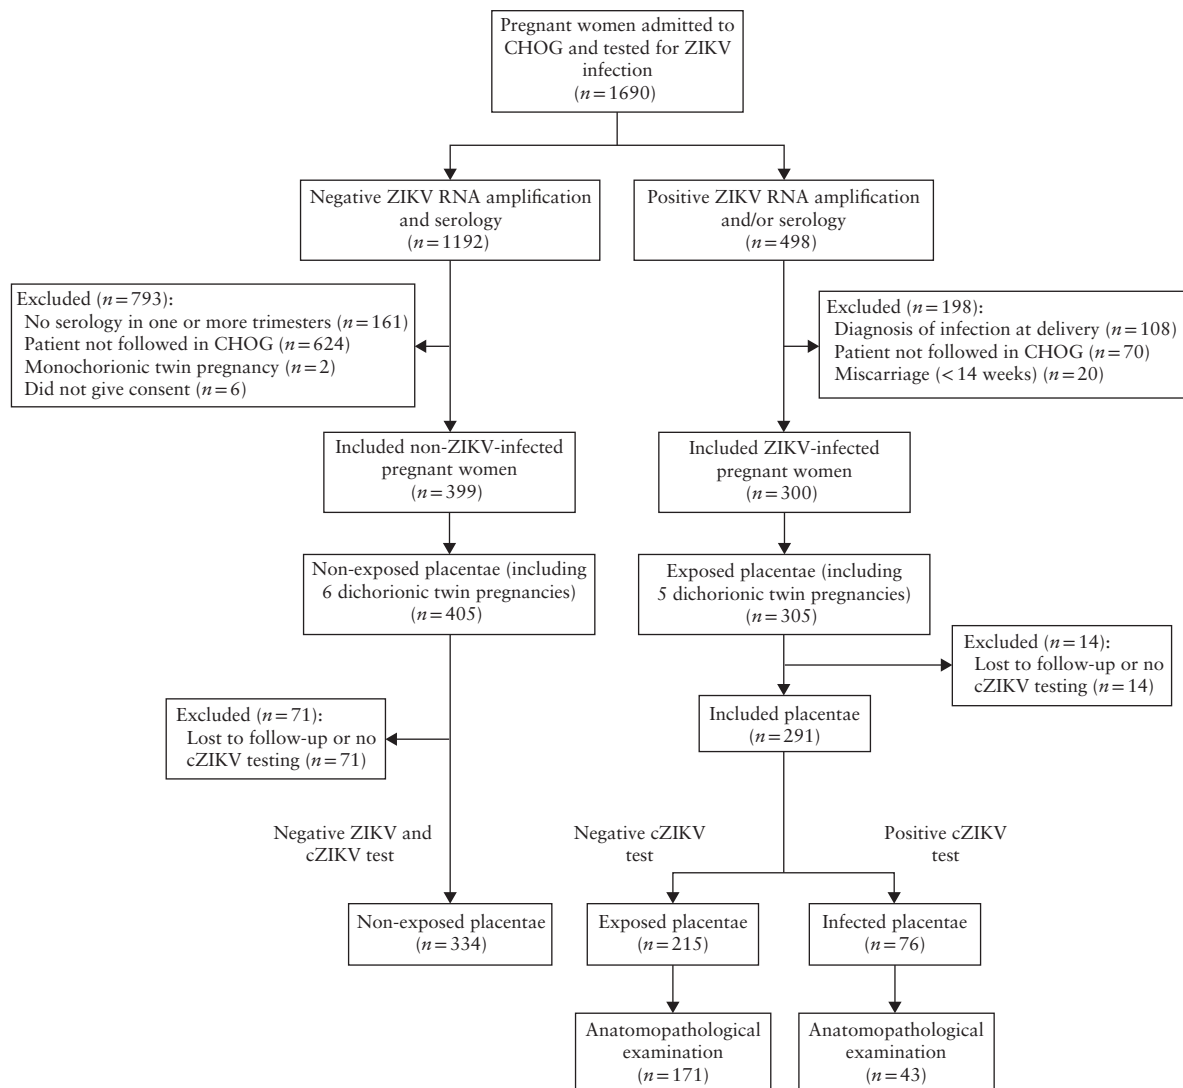 Pregnant women admitted to
CHOG and tested for ZIKV
infection
(n=1690)
Negative ZIKV RNA amplification
and serology
(n=1192)
Positive ZIKV RNA amplification
and/or serology
(n=498)
Excluded (n=793):
No serology in one or more trimesters (n=161)
Patient not followed in CHOG (n=624)
Monochorionic twin pregnancy (n=2)
Did not give consent (n=6)
Excluded (n=198):
Diagnosis of infection at delivery (n=108)
Patient not followed in CHOG (n=70)
Miscarriage (<14 weeks) (n=20)
Included non-ZIKV-infected
pregnant women
(n=399)
Included ZIKV-infected
pregnant women
(n=300)
Non-exposed placentae (including
6 dichorionic twin pregnancies)
(n=405)
Exposed placentae (including
5 dichorionic twin pregnancies)
(n=305)
Excluded (n=14):
Lost to follow-up or no
cZIKV testing (n=14)
Excluded (n=71):
Lost to follow-up or no
cZIKV testing (n=71)
Included placentae
(n=291)
Negative ZIKV and
cZIKV test
Negative cZIKV
test
Positive cZIKV
test
Non-exposed placentae
(n=334)
Exposed placentae
(n=215)
Infected placentae
(n=76)
Anatomopathological
examination
(n=171)
Anatomopathological
examination
(n=43)